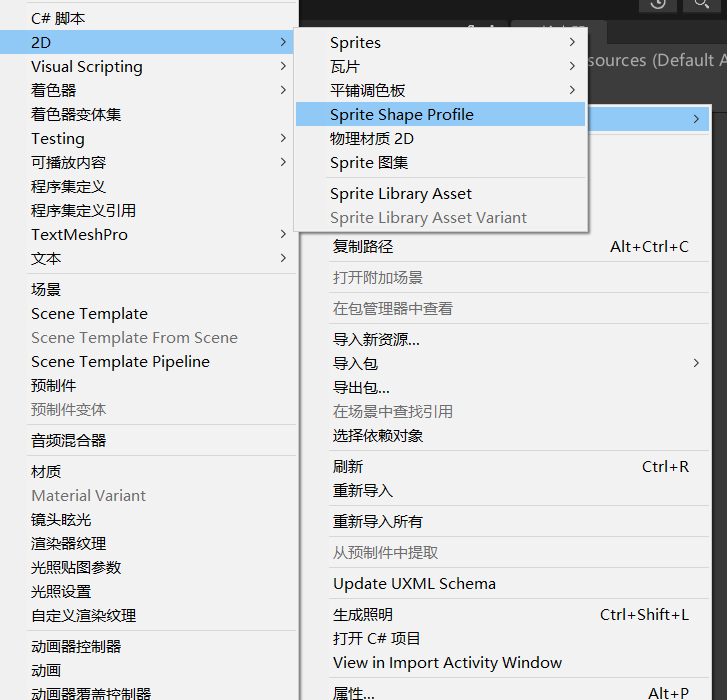 C# 脚本
2D
Visual Scripting
着色器
着色器变体集
Testing
可播放内容
程序集定义
程序集定义引用
TextMeshPro
文本
场景
Scene Template
Scene Template From Scene
Scene Template Pipeline
预制件
预制件变体
音频混合器
材质
Material Variant
镜头眩光
渲染器纹理
光照贴图参数
光照设置
自定义渲染纹理
动画器控制器
动画
动画器覆盖控制器
Sprites
瓦片
平铺调色板
Sprite Shape Profile
物理材质 2D
Sprite 图集
Sprite Library Asset
Sprite Library Asset Variant
sources (Default A
复制路径 Alt+Ctrl+C
打开附加场景
在包管理器中查看
导入新资源...
导入包
导出包...
在场景中查找引用
选择依赖对象
刷新 Ctrl+R
重新导入
重新导入所有
从预制件中提取
Update UXML Schema
生成照明 Ctrl+Shift+L
打开 C# 项目
View in Import Activity Window
属性... Alt+P